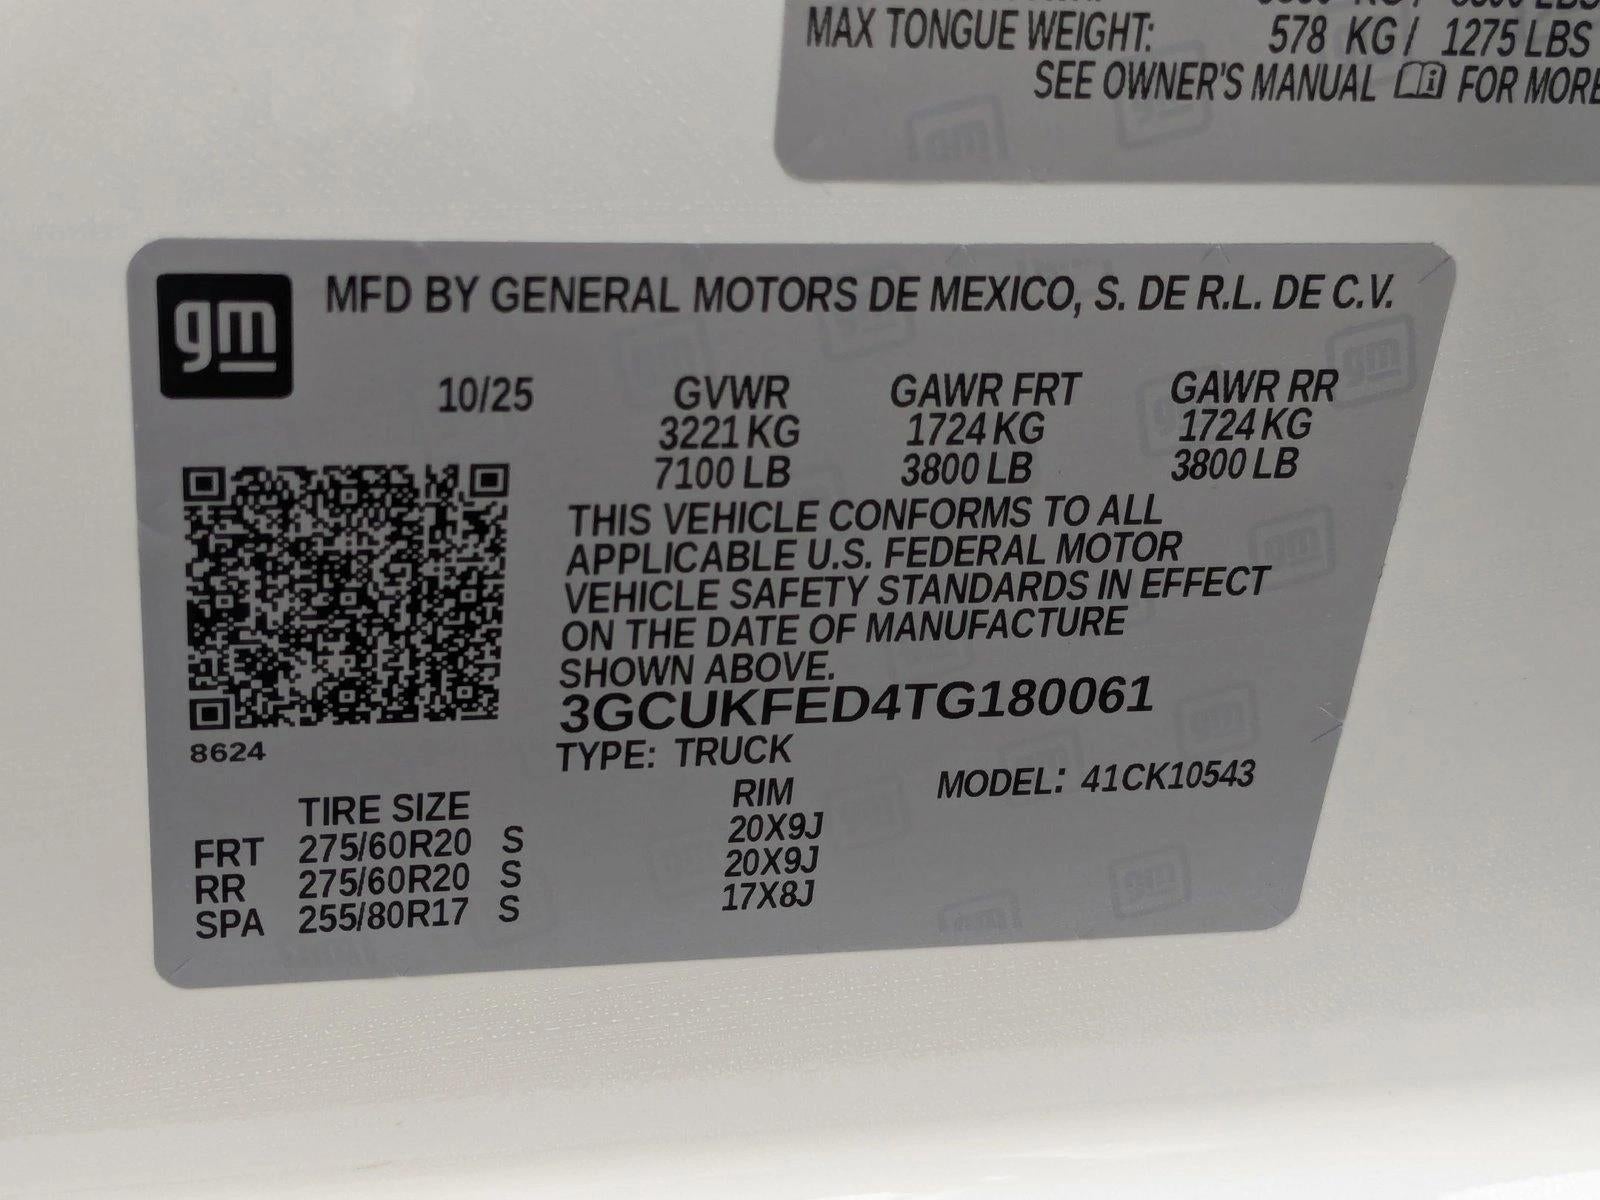 MAX TONGUE WEIGHT: 578 KG / 1275 LBS
SEE OWNER'S MANUAL FOR MORE
gm
MFD BY GENERAL MOTORS DE MEXICO, S. DE R.L. DE C.V.
10/25 GVWR GAWR FRT GAWR RR
3221 KG 1724 KG 1724 KG
7100 LB 3800 LB 3800 LB
THIS VEHICLE CONFORMS TO ALL
APPLICABLE U.S. FEDERAL MOTOR
VEHICLE SAFETY STANDARDS IN EFFECT
ON THE DATE OF MANUFACTURE
SHOWN ABOVE.
3GCUKFED4TG180061
8624
TYPE: TRUCK
MODEL: 41CK10543
TIRE SIZE RIM
FRT 275/60R20 S 20X9J
RR 275/60R20 S 20X9J
SPA 255/80R17 S 17X8J